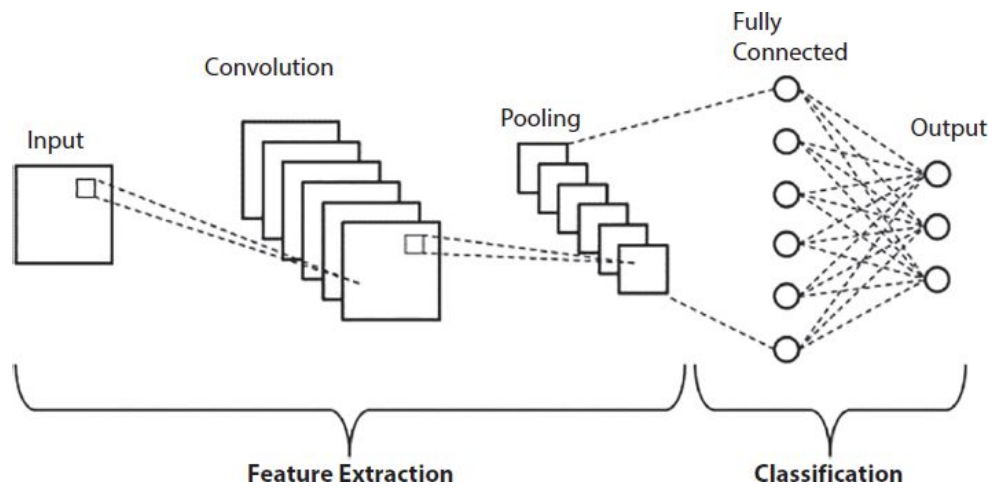 Input
Convolution
Pooling
Fully
Connected
Output
Feature Extraction
Classification